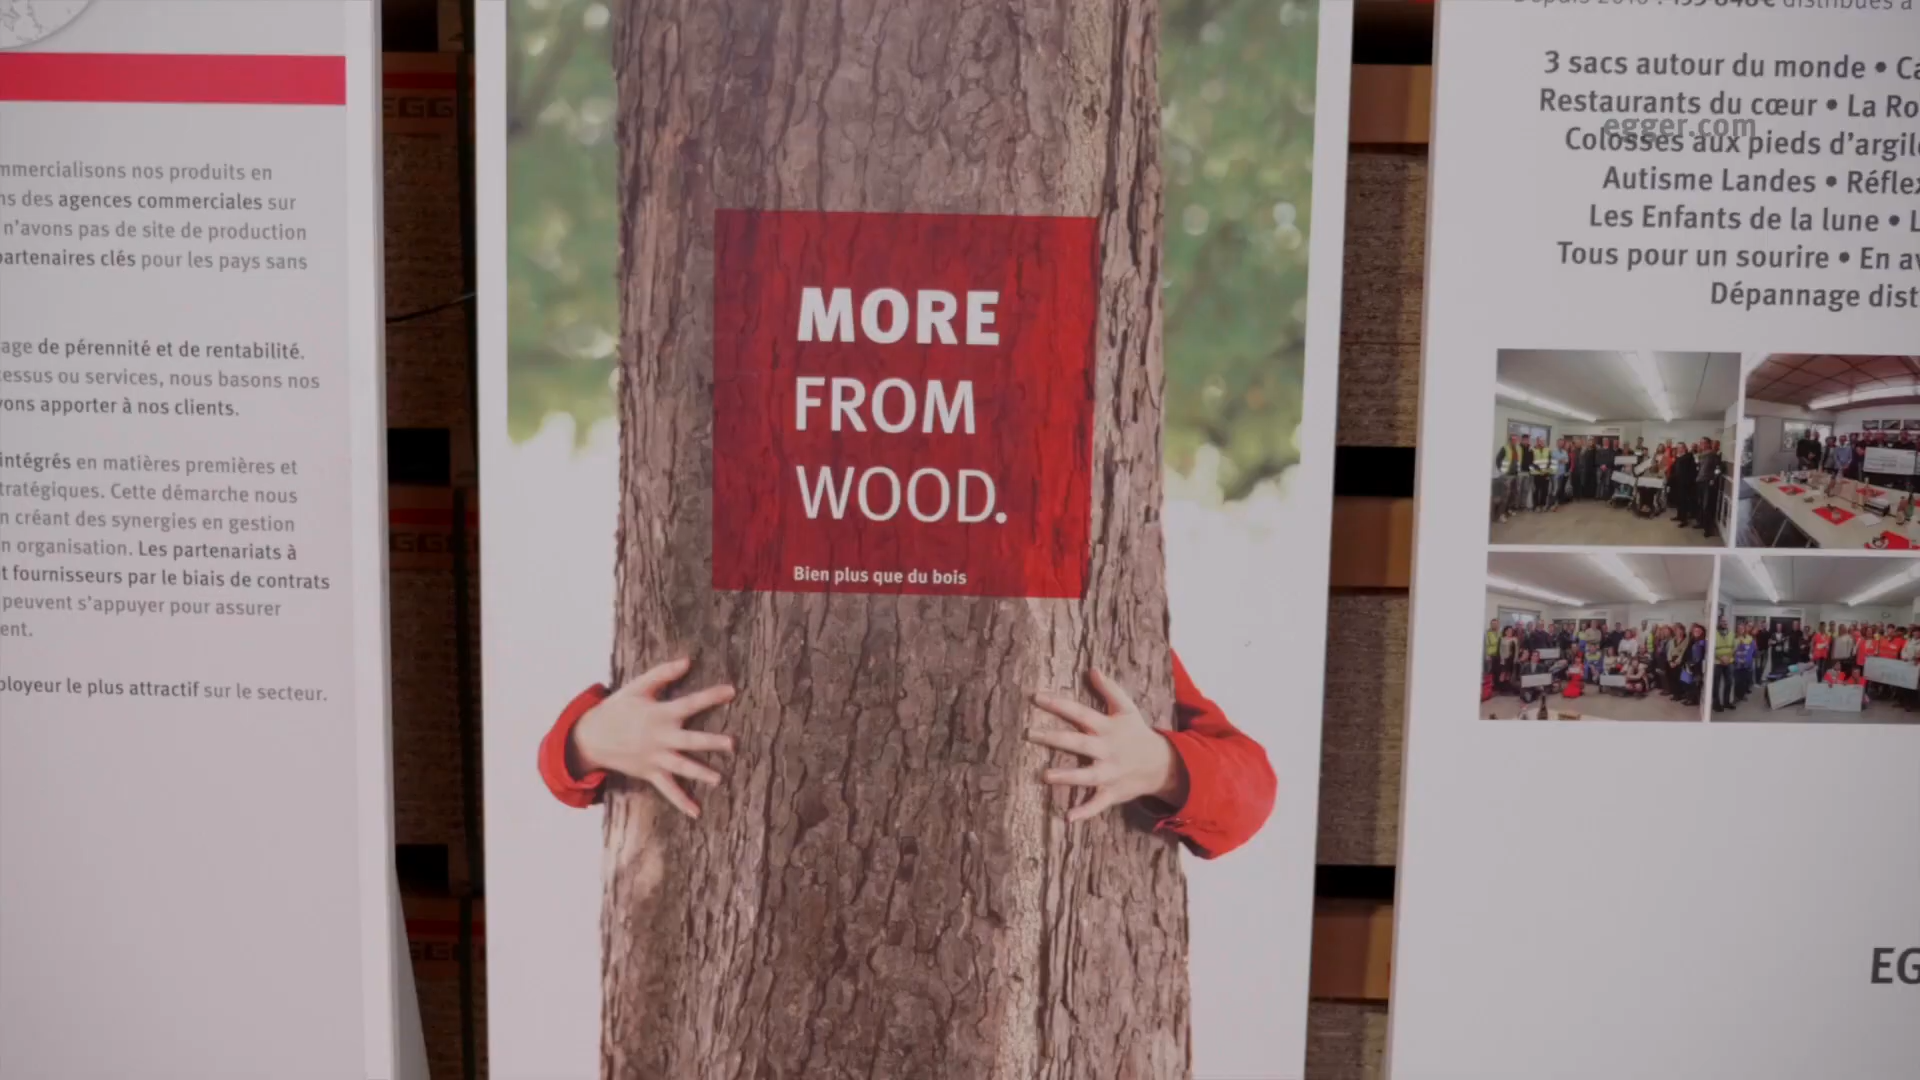 mmercialisons nos produits en
ns des agences commerciales sur
n'avons pas de site de production
partenaires clés pour les pays sans
age de pérennité et de rentabilité.
cessus ou services, nous basons nos
vons apporter à nos clients.
intégrés en matières premières et
tratégiques. Cette démarche nous
n créant des synergies en gestion
n organisation. Les partenariats à
t fournisseurs par le biais de contrats
peuvent s'appuyer pour assurer
ent.
ployeur le plus attractif sur le secteur.
MORE
FROM
WOOD.
Bien plus que du bois
3 sacs autour du monde • Ca
Restaurants du cœur • La Ro
egger.com
Colosses aux pieds d'argile
Autisme Landes • Réflex
Les Enfants de la lune • L
Tous pour un sourire • En av
Dépannage dist
EG